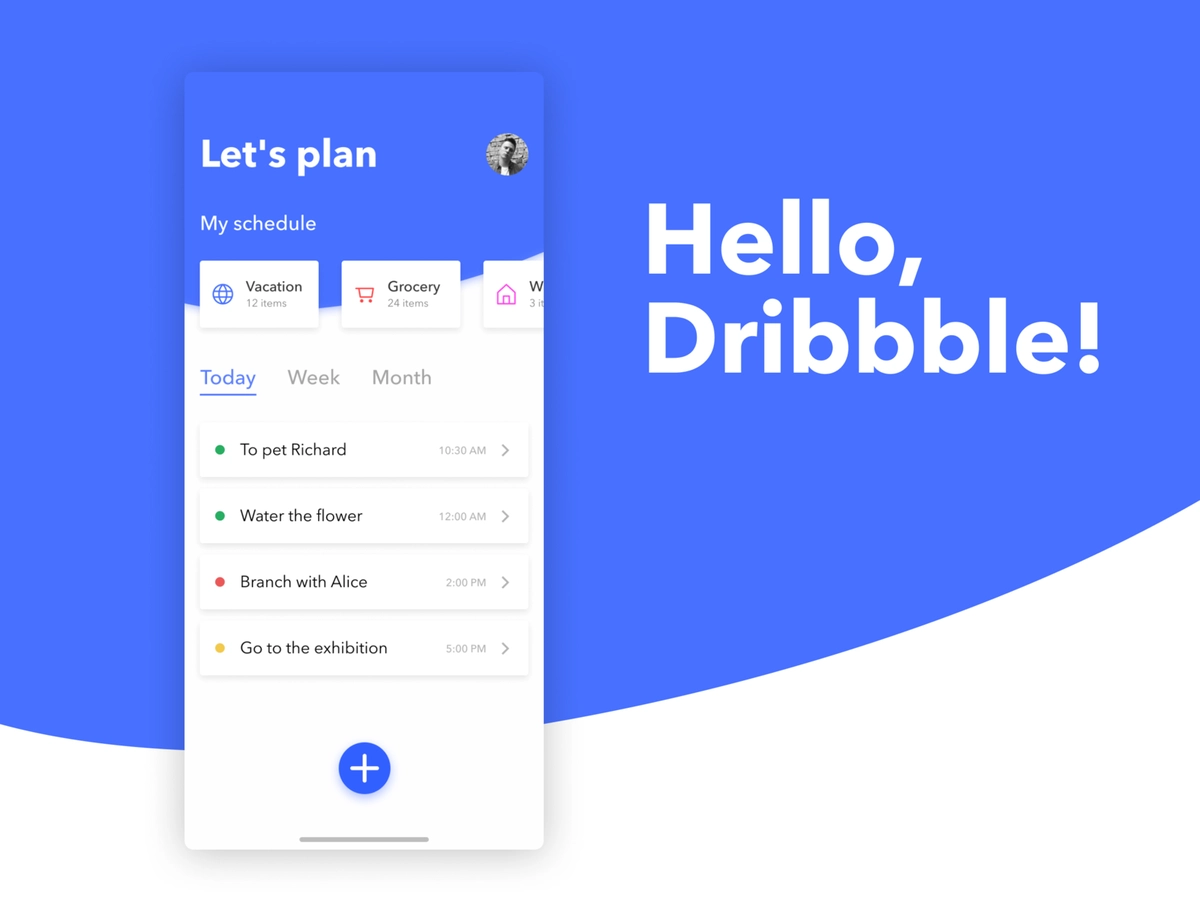 Let's plan
My schedule
Vacation
12 items
Grocery
24 items
W
3 it
Today Week Month
To pet Richard 10:30 AM
Water the flower 12:00 AM
Branch with Alice 2:00 PM
Go to the exhibition 5:00 PM
Hello,
Dribbble!